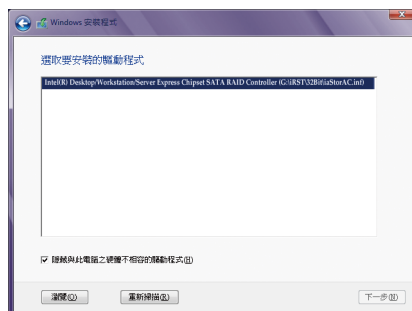 Windows 安裝程式
選取要安裝的驅動程式
Intel(R) Desktop/Workstation/Server Express Chipset SATA RAID Controller (G:\iRST\32Bit\iaStorAC.inf)
隱藏與此電腦之硬體不相容的驅動程式(H)
瀏覽(O)
重新掃描(R)
下一步(N)